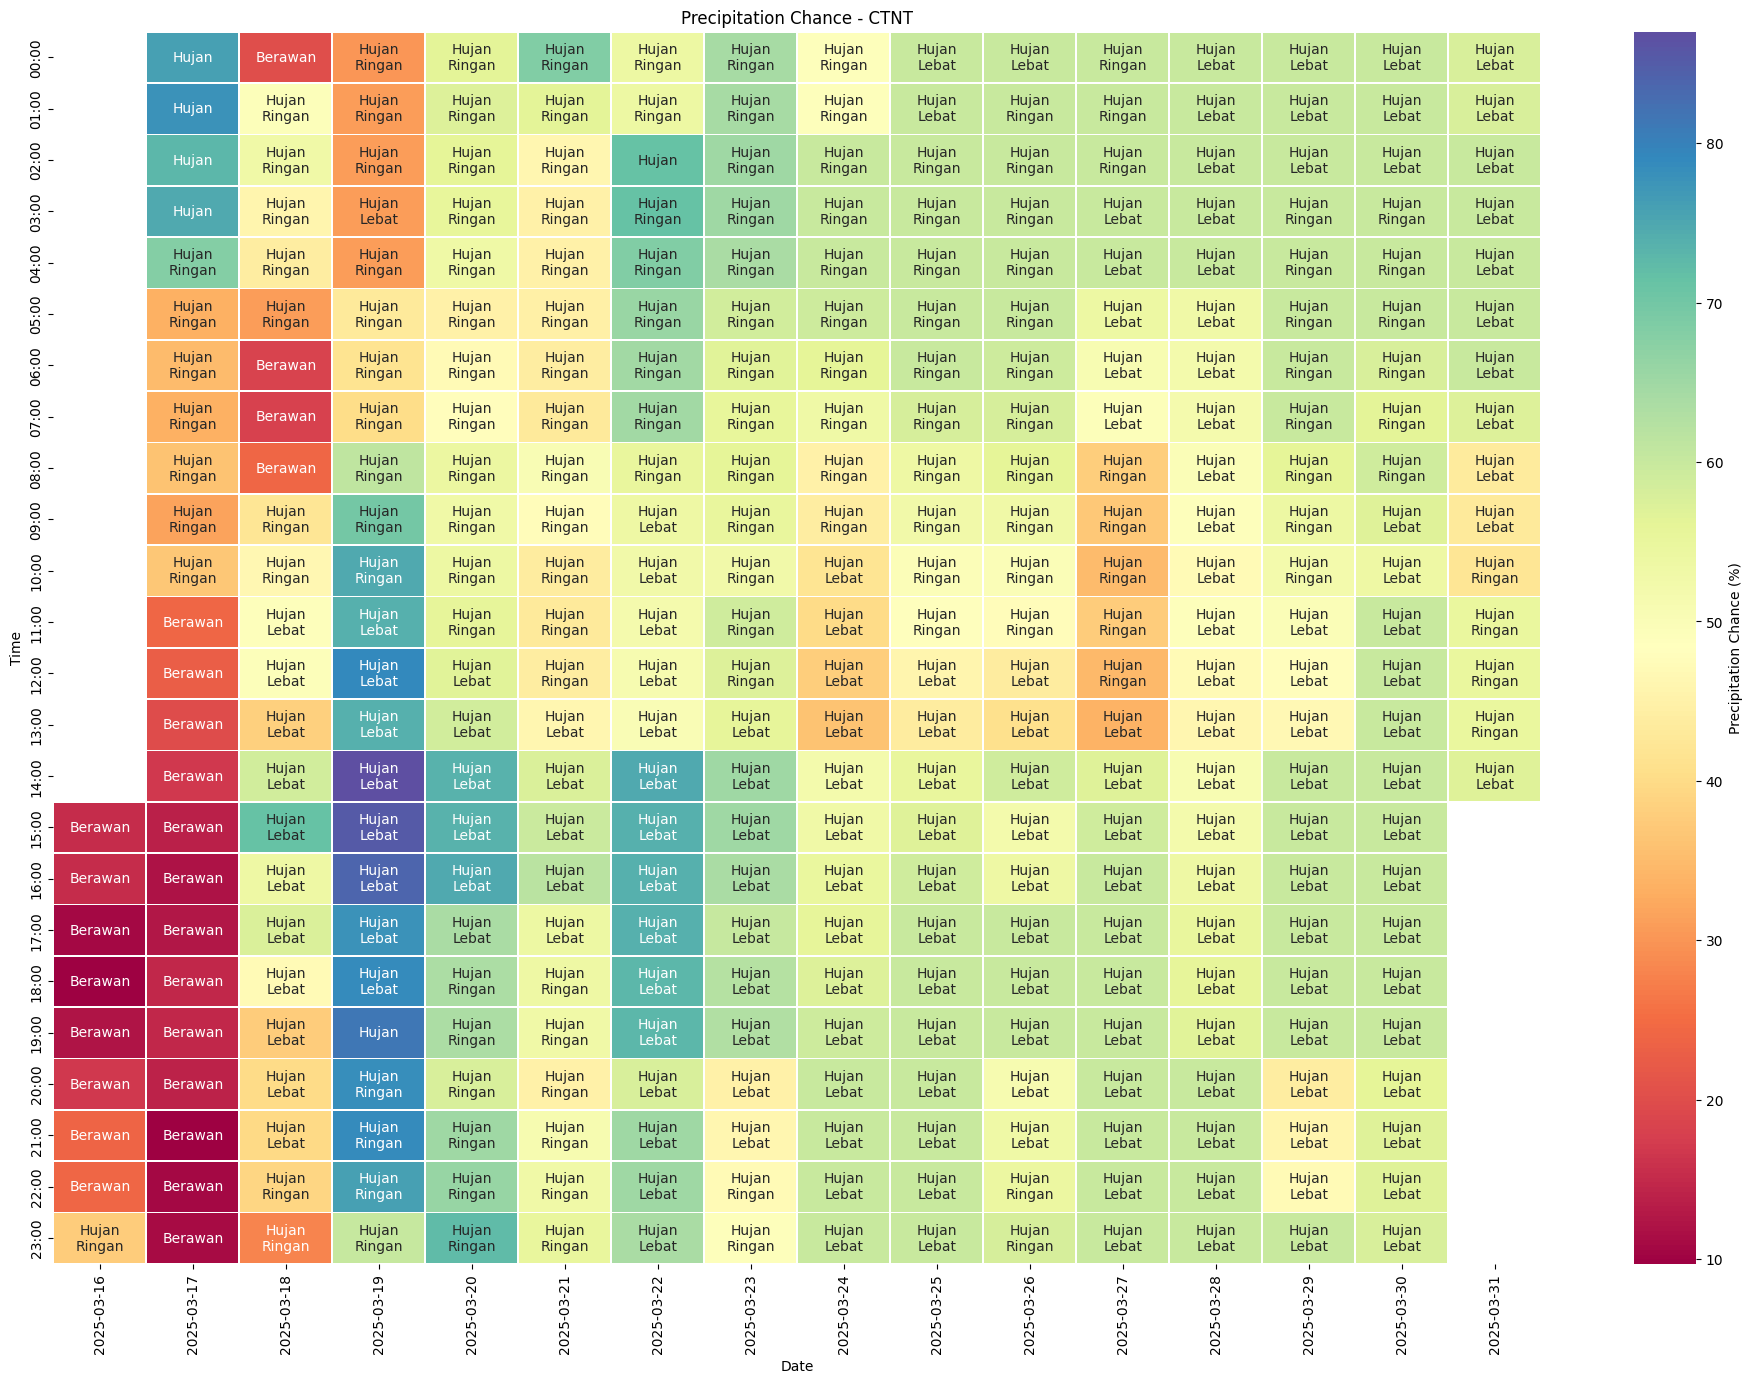 Precipitation Chance - CTNT
00:00 Hujan Berawan Hujan Ringan Hujan Ringan Hujan Ringan Hujan Ringan Hujan Ringan Hujan Ringan Hujan Lebat Hujan Lebat Hujan Ringan Hujan Lebat Hujan Lebat Hujan Lebat Hujan Lebat
01:00 Hujan Hujan Ringan Hujan Ringan Hujan Ringan Hujan Ringan Hujan Ringan Hujan Ringan Hujan Ringan Hujan Lebat Hujan Ringan Hujan Ringan Hujan Lebat Hujan Lebat Hujan Lebat Hujan Lebat
02:00 Hujan Hujan Ringan Hujan Ringan Hujan Ringan Hujan Ringan Hujan Hujan Ringan Hujan Ringan Hujan Ringan Hujan Ringan Hujan Ringan Hujan Lebat Hujan Lebat Hujan Lebat Hujan Lebat
03:00 Hujan Hujan Ringan Hujan Lebat Hujan Ringan Hujan Ringan Hujan Ringan Hujan Ringan Hujan Ringan Hujan Ringan Hujan Ringan Hujan Lebat Hujan Lebat Hujan Ringan Hujan Ringan Hujan Lebat
04:00 Hujan Ringan Hujan Ringan Hujan Ringan Hujan Ringan Hujan Ringan Hujan Ringan Hujan Ringan Hujan Ringan Hujan Ringan Hujan Ringan Hujan Lebat Hujan Lebat Hujan Ringan Hujan Ringan Hujan Lebat
05:00 Hujan Ringan Hujan Ringan Hujan Ringan Hujan Ringan Hujan Ringan Hujan Ringan Hujan Ringan Hujan Ringan Hujan Ringan Hujan Ringan Hujan Lebat Hujan Lebat Hujan Ringan Hujan Ringan Hujan Lebat
06:00 Hujan Ringan Berawan Hujan Ringan Hujan Ringan Hujan Ringan Hujan Ringan Hujan Ringan Hujan Ringan Hujan Ringan Hujan Ringan Hujan Lebat Hujan Lebat Hujan Ringan Hujan Ringan Hujan Lebat
07:00 Hujan Ringan Berawan Hujan Ringan Hujan Ringan Hujan Ringan Hujan Ringan Hujan Ringan Hujan Ringan Hujan Ringan Hujan Ringan Hujan Lebat Hujan Lebat Hujan Ringan Hujan Ringan Hujan Lebat
08:00 Hujan Ringan Berawan Hujan Ringan Hujan Ringan Hujan Ringan Hujan Ringan Hujan Ringan Hujan Ringan Hujan Ringan Hujan Ringan Hujan Ringan Hujan Lebat Hujan Ringan Hujan Ringan Hujan Lebat
09:00 Hujan Ringan Hujan Ringan Hujan Ringan Hujan Ringan Hujan Ringan Hujan Lebat Hujan Ringan Hujan Ringan Hujan Ringan Hujan Ringan Hujan Ringan Hujan Lebat Hujan Ringan Hujan Lebat Hujan Lebat
10:00 Hujan Ringan Hujan Ringan Hujan Ringan Hujan Ringan Hujan Ringan Hujan Lebat Hujan Ringan Hujan Lebat Hujan Ringan Hujan Ringan Hujan Ringan Hujan Lebat Hujan Ringan Hujan Lebat Hujan Ringan
11:00 Berawan Hujan Lebat Hujan Lebat Hujan Ringan Hujan Ringan Hujan Lebat Hujan Ringan Hujan Lebat Hujan Ringan Hujan Ringan Hujan Ringan Hujan Lebat Hujan Lebat Hujan Lebat Hujan Ringan
12:00 Berawan Hujan Lebat Hujan Lebat Hujan Lebat Hujan Ringan Hujan Lebat Hujan Ringan Hujan Lebat Hujan Lebat Hujan Lebat Hujan Ringan Hujan Lebat Hujan Lebat Hujan Lebat Hujan Ringan
13:00 Berawan Hujan Lebat Hujan Lebat Hujan Lebat Hujan Lebat Hujan Lebat Hujan Lebat Hujan Lebat Hujan Lebat Hujan Lebat Hujan Lebat Hujan Lebat Hujan Lebat Hujan Lebat Hujan Ringan
14:00 Berawan Hujan Lebat Hujan Lebat Hujan Lebat Hujan Lebat Hujan Lebat Hujan Lebat Hujan Lebat Hujan Lebat Hujan Lebat Hujan Lebat Hujan Lebat Hujan Lebat Hujan Lebat Hujan Lebat
15:00 Berawan Berawan Hujan Lebat Hujan Lebat Hujan Lebat Hujan Lebat Hujan Lebat Hujan Lebat Hujan Lebat Hujan Lebat Hujan Lebat Hujan Lebat Hujan Lebat Hujan Lebat Hujan Lebat
16:00 Berawan Berawan Hujan Lebat Hujan Lebat Hujan Lebat Hujan Lebat Hujan Lebat Hujan Lebat Hujan Lebat Hujan Lebat Hujan Lebat Hujan Lebat Hujan Lebat Hujan Lebat Hujan Lebat
17:00 Berawan Berawan Hujan Lebat Hujan Lebat Hujan Lebat Hujan Lebat Hujan Lebat Hujan Lebat Hujan Lebat Hujan Lebat Hujan Lebat Hujan Lebat Hujan Lebat Hujan Lebat Hujan Lebat
18:00 Berawan Berawan Hujan Lebat Hujan Lebat Hujan Ringan Hujan Ringan Hujan Lebat Hujan Lebat Hujan Lebat Hujan Lebat Hujan Lebat Hujan Lebat Hujan Lebat Hujan Lebat Hujan Lebat
19:00 Berawan Berawan Hujan Lebat Hujan Hujan Ringan Hujan Ringan Hujan Lebat Hujan Lebat Hujan Lebat Hujan Lebat Hujan Lebat Hujan Lebat Hujan Lebat Hujan Lebat Hujan Lebat
20:00 Berawan Berawan Hujan Lebat Hujan Ringan Hujan Ringan Hujan Ringan Hujan Lebat Hujan Lebat Hujan Lebat Hujan Lebat Hujan Lebat Hujan Lebat Hujan Lebat Hujan Lebat Hujan Lebat
21:00 Berawan Berawan Hujan Lebat Hujan Ringan Hujan Ringan Hujan Ringan Hujan Lebat Hujan Lebat Hujan Lebat Hujan Lebat Hujan Lebat Hujan Lebat Hujan Lebat Hujan Lebat Hujan Lebat
22:00 Berawan Berawan Hujan Ringan Hujan Ringan Hujan Ringan Hujan Ringan Hujan Lebat Hujan Ringan Hujan Lebat Hujan Lebat Hujan Ringan Hujan Lebat Hujan Lebat Hujan Lebat Hujan Lebat
23:00 Hujan Ringan Berawan Hujan Ringan Hujan Ringan Hujan Ringan Hujan Ringan Hujan Lebat Hujan Ringan Hujan Lebat Hujan Lebat Hujan Ringan Hujan Lebat Hujan Lebat Hujan Lebat Hujan Lebat
Time
2025-03-16 2025-03-17 2025-03-18 2025-03-19 2025-03-20 2025-03-21 2025-03-22 2025-03-23 2025-03-24 2025-03-25 2025-03-26 2025-03-27 2025-03-28 2025-03-29 2025-03-30 2025-03-31
Date
80
70
60
50
40
30
20
10
Precipitation Chance (%)